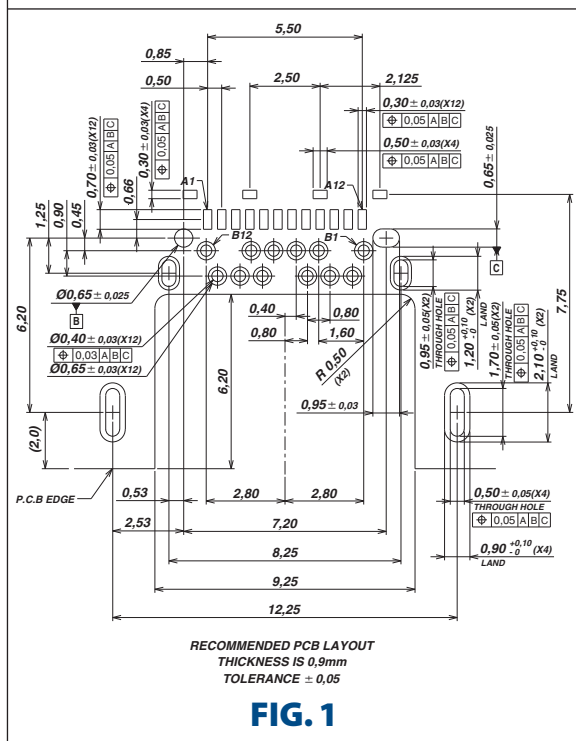 5,50
0,85
0,50
2,50
2,125
0,30 ± 0,03(X12)
⌖ 0,05 A B C
0,50 ± 0,03(X4)
⌖ 0,05 A B C
0,65 ± 0,025
0,70 ± 0,03(X12)
⌖ 0,05 A B C
0,30 ± 0,03(X4)
⌖ 0,05 A B C
0,66
A1
A12
1,25
0,90
0,45
B12
B1
C
Ø0,65 ± 0,025
B
6,20
7,75
Ø0,40 ± 0,03(X12)
⌖ 0,03 A B C
Ø0,65 ± 0,03(X12)
0,40
0,80
0,80
1,60
6,20
R 0,50
(X2)
0,95 ± 0,05(X2)
THROUGH HOLE
⌖ 0,05 A B C
1,20 +0,10 -0 (X2)
LAND
1,70 ± 0,05(X2)
THROUGH HOLE
⌖ 0,05 A B C
2,10 +0,10 -0 (X2)
LAND
0,95 ± 0,03
(2,0)
P.C.B EDGE
0,53
2,80
2,80
0,50 ± 0,05(X4)
THROUGH HOLE
⌖ 0,05 A B C
2,53
7,20
0,90 +0,10 -0 (X4)
LAND
8,25
9,25
12,25
RECOMMENDED PCB LAYOUT
THICKNESS IS 0,9mm
TOLERANCE ± 0,05
FIG. 1